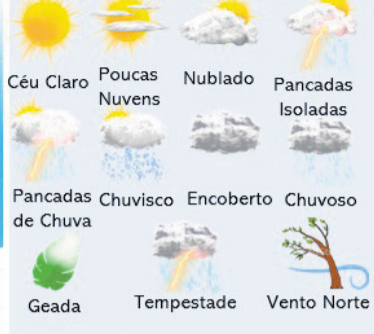 Céu Claro
Poucas
Nuvens
Nublado
Pancadas
Isoladas
Pancadas
de Chuva
Chuvisco
Encoberto
Chuvoso
Geada
Tempestade
Vento Norte